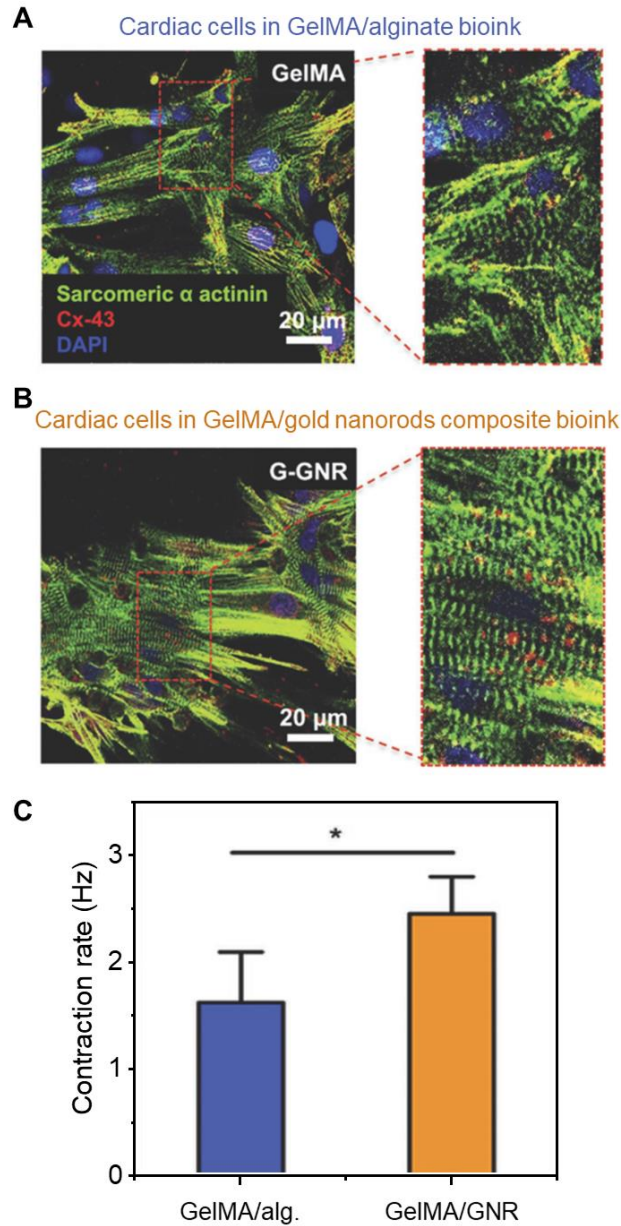 A
Cardiac cells in GelMA/alginate bioink
GelMA
Sarcomeric α actinin
Cx-43
DAPI
20 μm
B
Cardiac cells in GelMA/gold nanorods composite bioink
G-GNR
20 μm
C
*
Contraction rate (Hz)
3
2
1
0
GelMA/alg.
GelMA/GNR